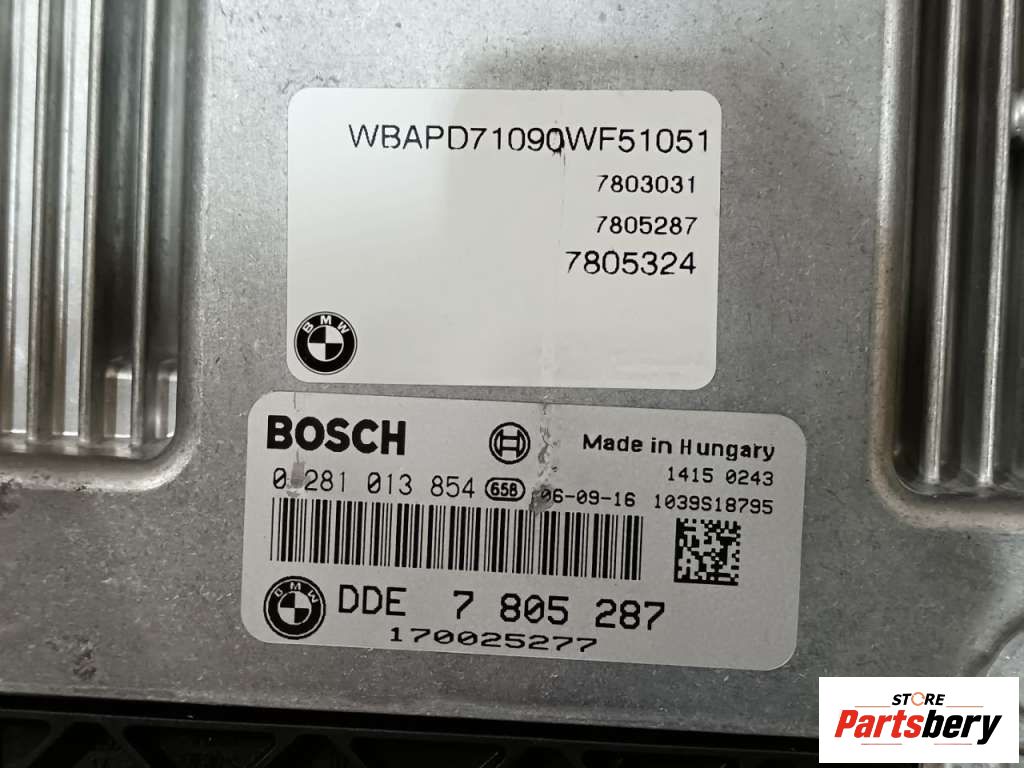 WBAPD71090WF51051
7803031
7805287
7805324
BMW
BOSCH
Made in Hungary
1415 0243
0 281 013 854 658 06-09-16 1039S18795
BMW
DDE 7 805 287
170025277
STORE
Partsbery